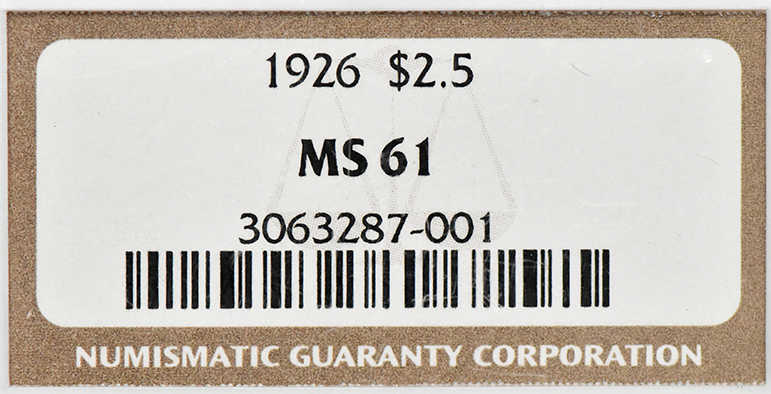 1926 $2.5
MS 61
3063287-001
NUMISMATIC GUARANTY CORPORATION